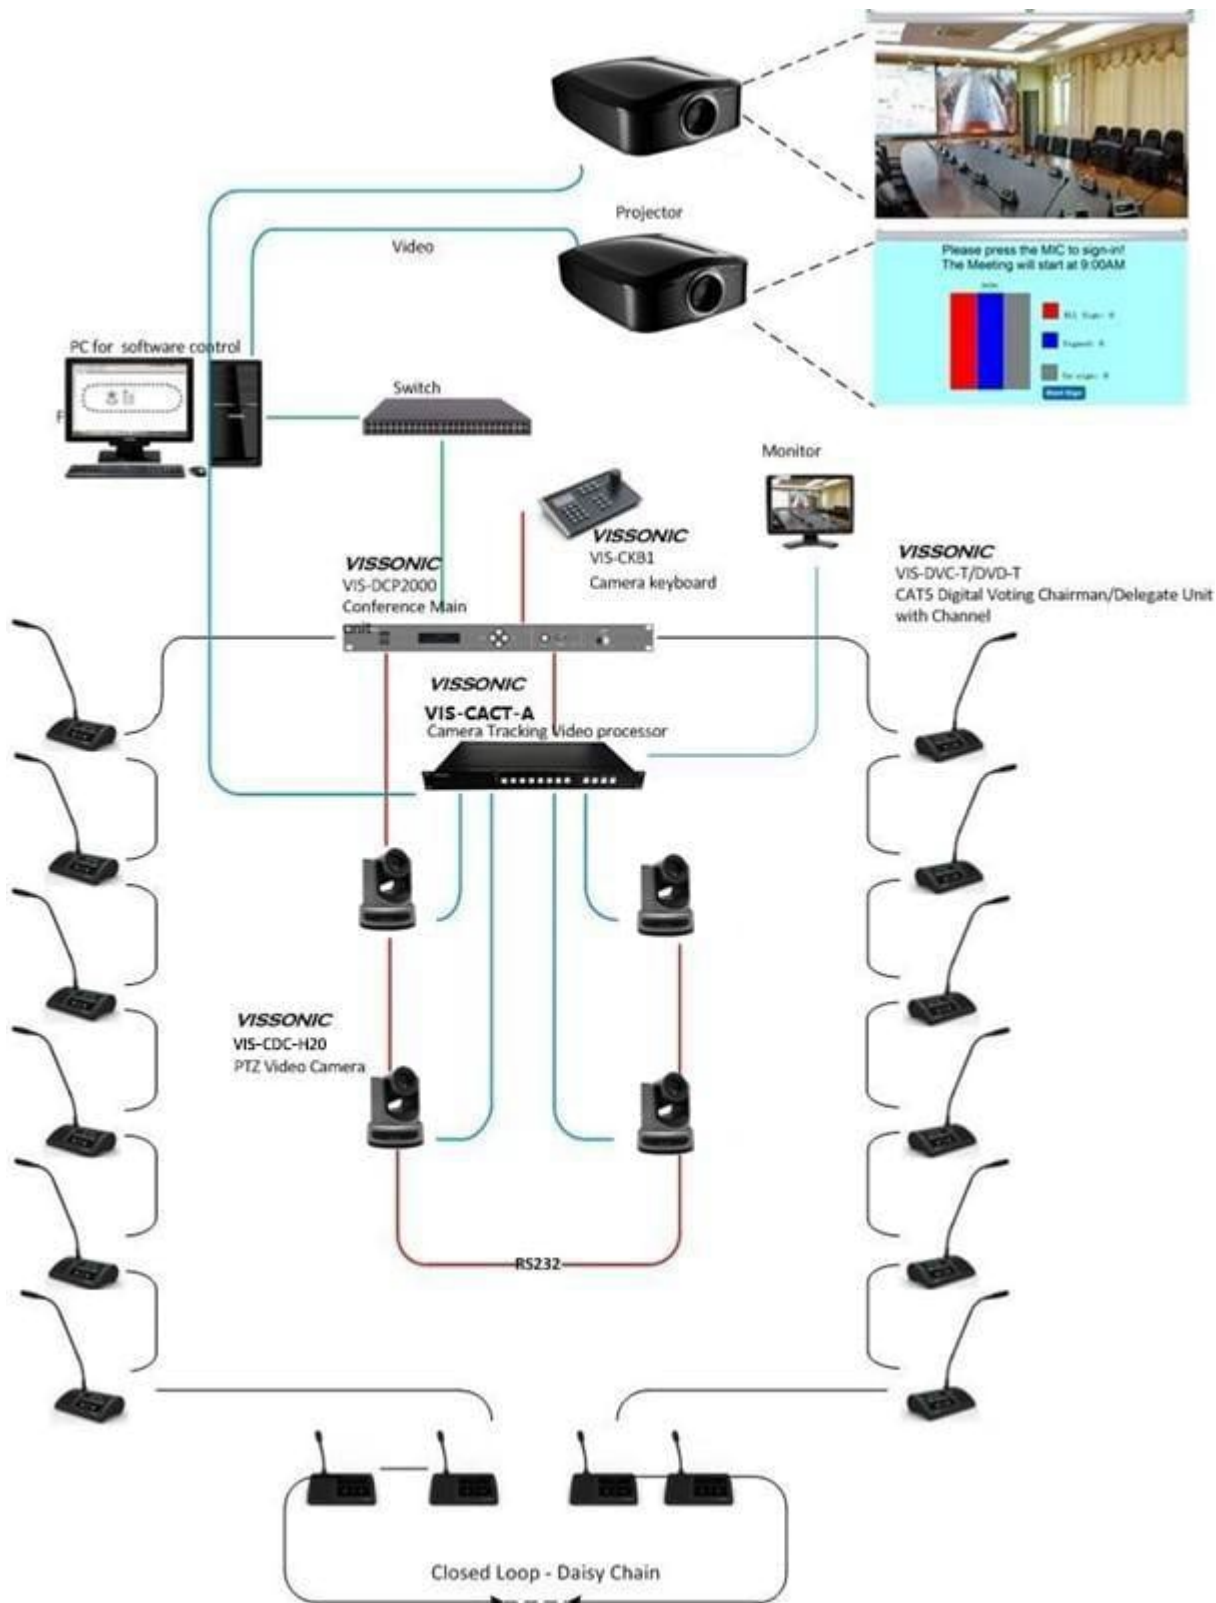 Projector
Video
Please press the MIC to sign-in!
The Meeting will start at 9:00AM
PC for software control
F
Switch
Monitor
VISSONIC
VIS-CKB1
Camera keyboard
VISSONIC
VIS-DCP2000
Conference Main
unit
VISSONIC
VIS-DVC-T/DVD-T
CAT5 Digital Voting Chairman/Delegate Unit
with Channel
VISSONIC
VIS-CACT-A
Camera Tracking Video processor
VISSONIC
VIS-CDC-H20
PTZ Video Camera
RS232
Closed Loop - Daisy Chain